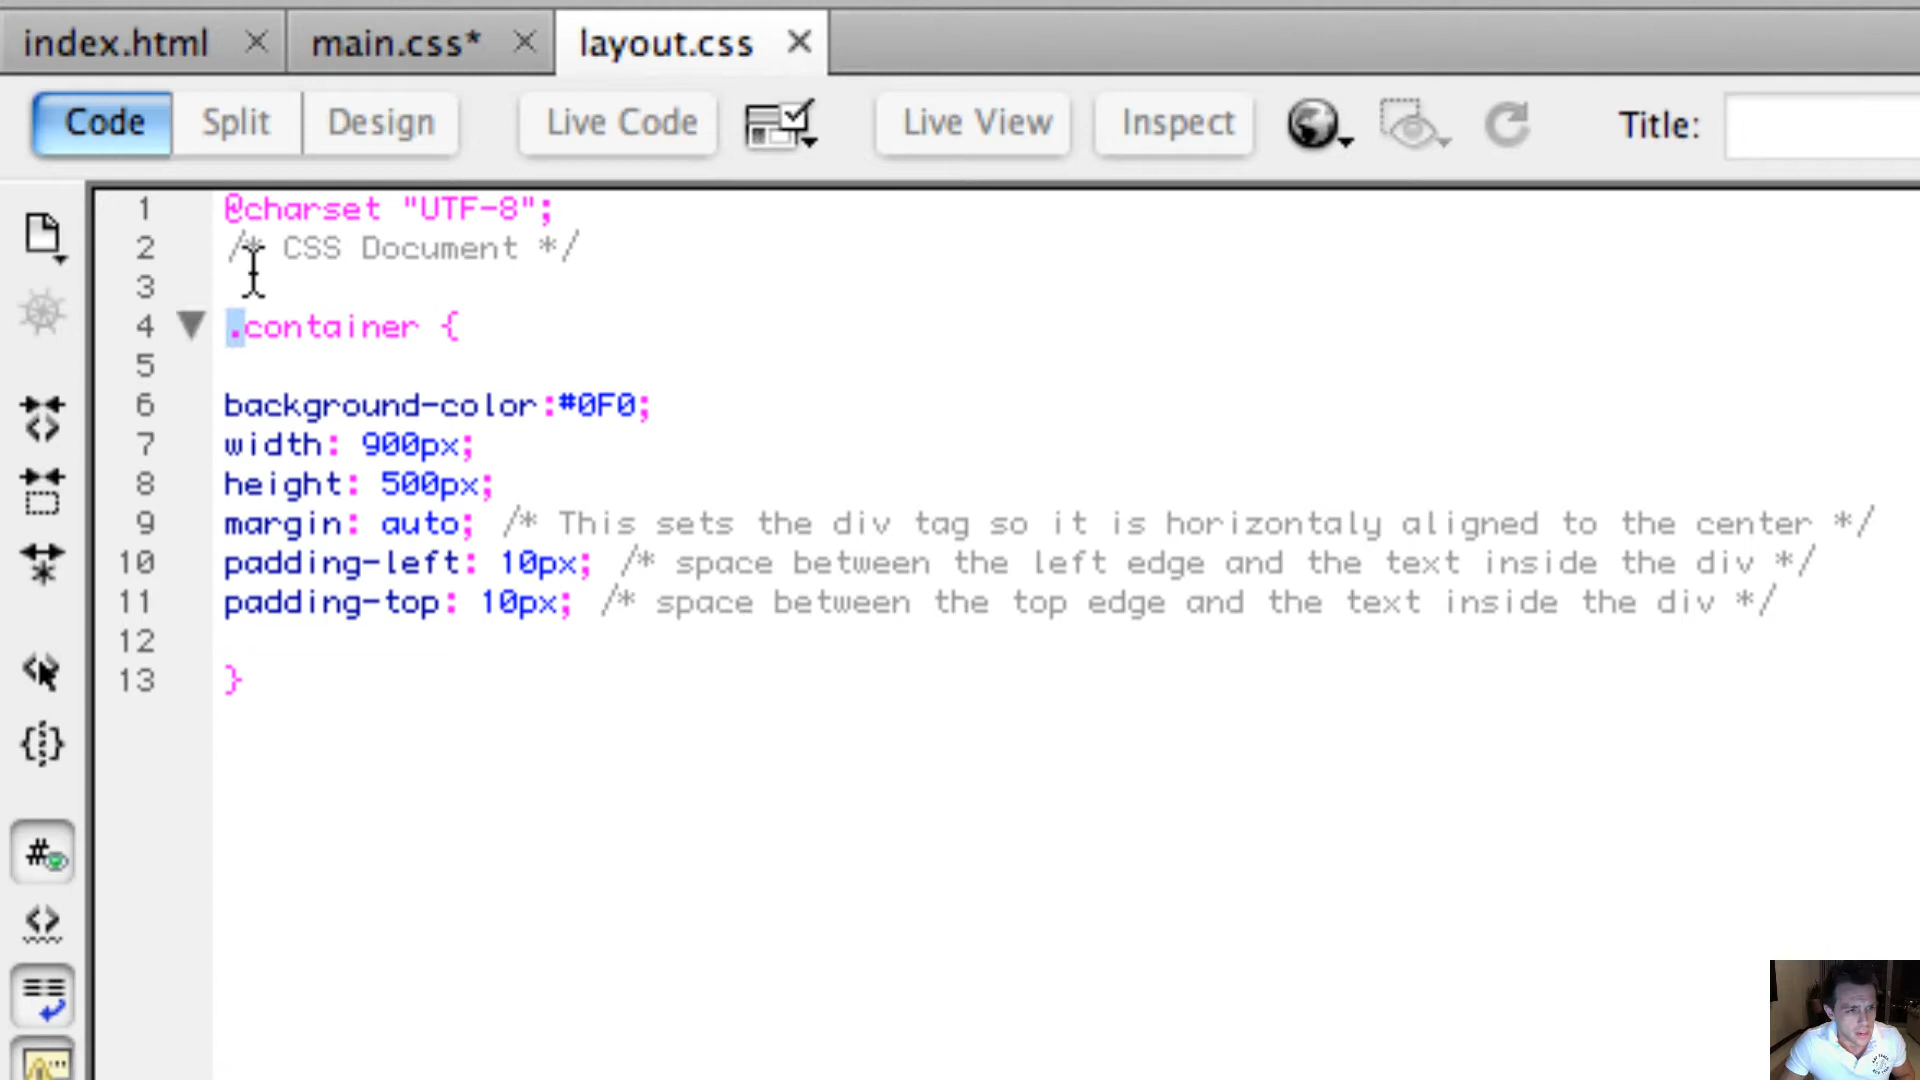 index.html
main.css*
layout.css
Code
Split
Design
Live Code
Live View
Inspect
Title:
1 @charset "UTF-8";
2 /* CSS Document */
3
4 .container {
5
6 background-color:#0F0;
7 width: 900px;
8 height: 500px;
9 margin: auto; /* This sets the div tag so it is horizontaly aligned to the center */
10 padding-left: 10px; /* space between the left edge and the text inside the div */
11 padding-top: 10px; /* space between the top edge and the text inside the div */
12
13 }